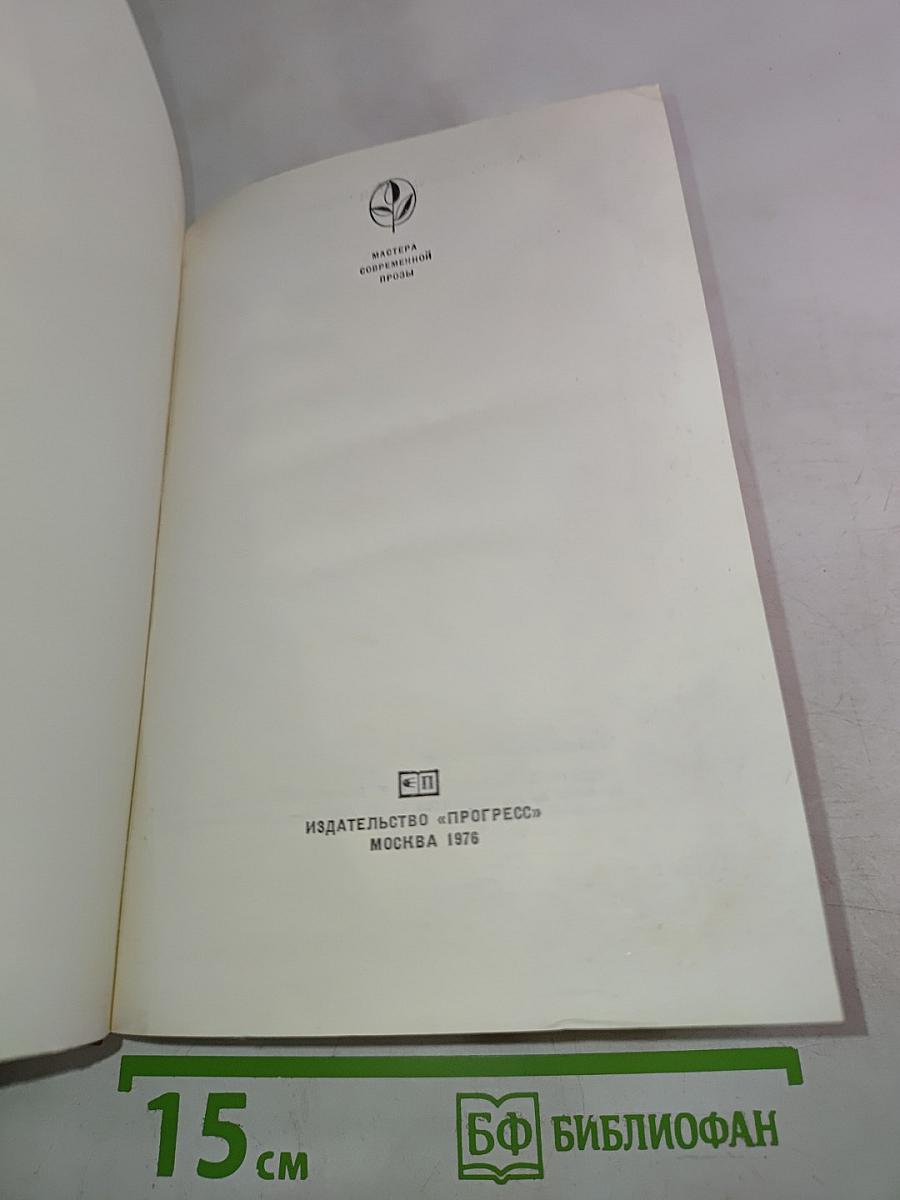 МАСТЕРА
СОВРЕМЕННОЙ
ПРОЗЫ
П
ИЗДАТЕЛЬСТВО «ПРОГРЕСС»
МОСКВА 1976
15 СМ
БФ БИБЛИОФАН